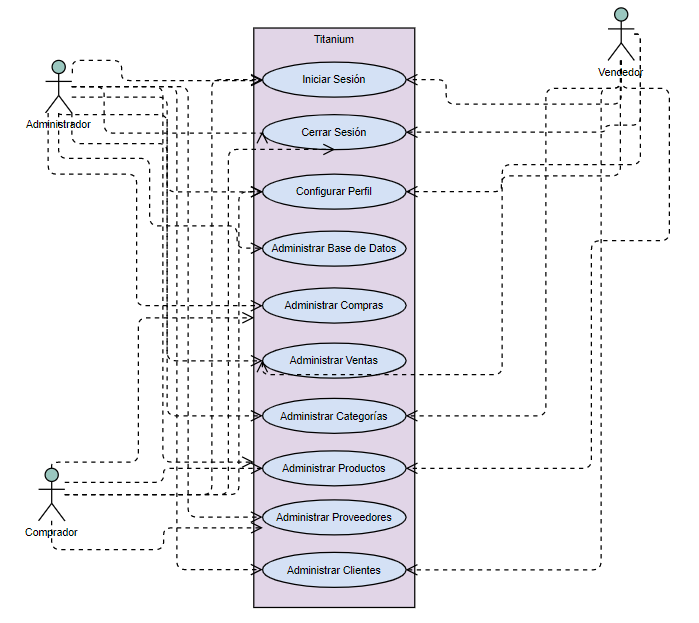 Titanium
Vendedor
Administrador
Iniciar Sesión
Cerrar Sesión
Configurar Perfil
Administrar Base de Datos
Administrar Compras
Administrar Ventas
Administrar Categorías
Administrar Productos
Administrar Proveedores
Comprador
Administrar Clientes